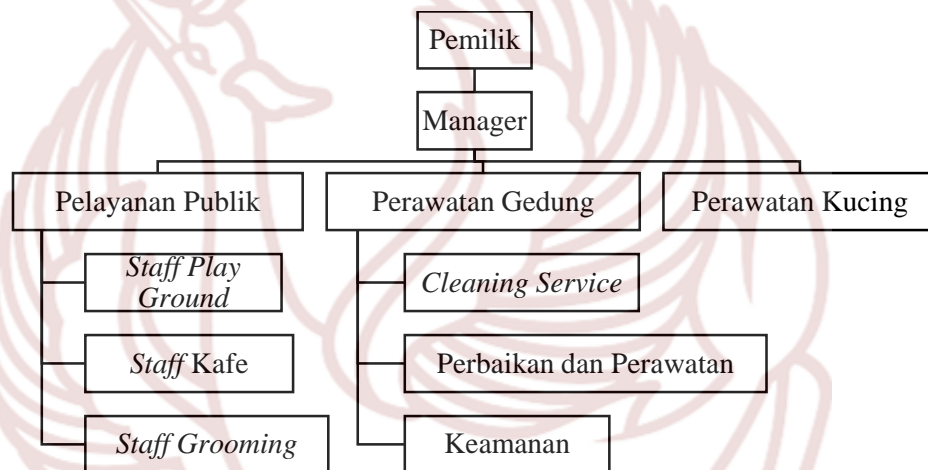 Pemilik
Manager
Pelayanan Publik
Perawatan Gedung
Perawatan Kucing
Staff Play
Ground
Cleaning Service
Staff Kafe
Perbaikan dan Perawatan
Staff Grooming
Keamanan